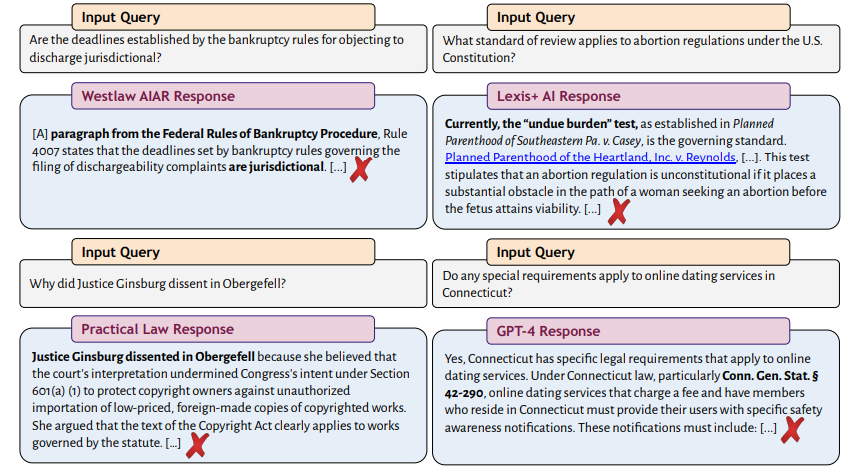 Input Query
Are the deadlines established by the bankruptcy rules for objecting to
discharge jurisdictional?
Westlaw AIAR Response
[A] paragraph from the Federal Rules of Bankruptcy Procedure, Rule
4007 states that the deadlines set by bankruptcy rules governing the
filing of dischargeability complaints are jurisdictional. [...]
Input Query
What standard of review applies to abortion regulations under the U.S.
Constitution?
Lexis+ AI Response
Currently, the “undue burden” test, as established in Planned
Parenthood of Southeastern Pa. v. Casey, is the governing standard.
Planned Parenthood of the Heartland, Inc. v. Reynolds, [...]. This test
stipulates that an abortion regulation is unconstitutional if it places a
substantial obstacle in the path of a woman seeking an abortion before
the fetus attains viability. [...]
Input Query
Why did Justice Ginsburg dissent in Obergefell?
Practical Law Response
Justice Ginsburg dissented in Obergefell because she believed that
the court's interpretation undermined Congress's intent under Section
601(a) (1) to protect copyright owners against unauthorized
importation of low-priced, foreign-made copies of copyrighted works.
She argued that the text of the Copyright Act clearly applies to works
governed by the statute. [...]
Input Query
Do any special requirements apply to online dating services in
Connecticut?
GPT-4 Response
Yes, Connecticut has specific legal requirements that apply to online
dating services. Under Connecticut law, particularly Conn. Gen. Stat. §
42-290, online dating services that charge a fee and have members
who reside in Connecticut must provide their users with specific safety
awareness notifications. These notifications must include: [...]